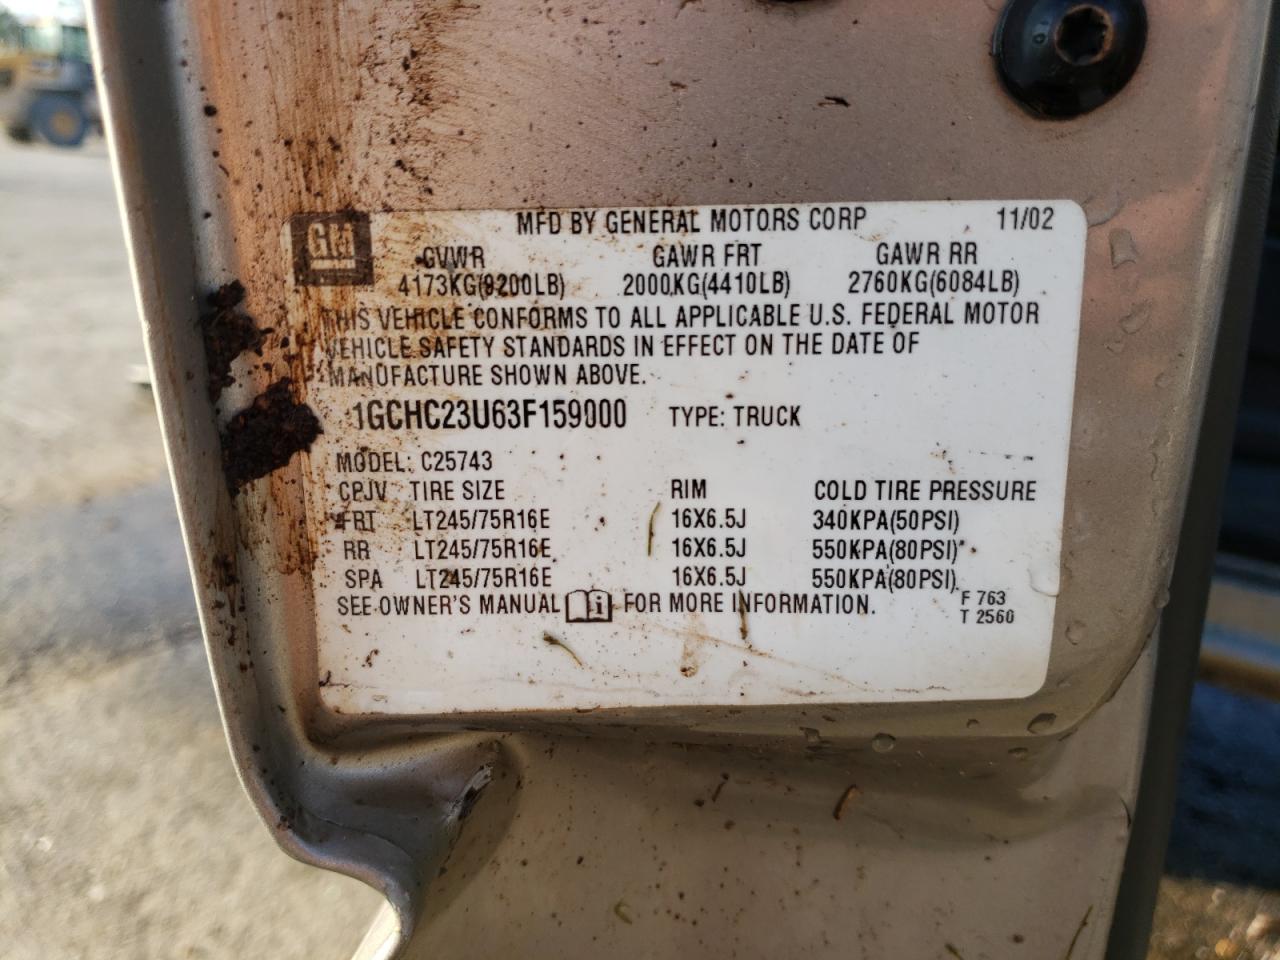 GM
MFD BY GENERAL MOTORS CORP 11/02
GVWR GAWR FRT GAWR RR
4173KG(9200LB) 2000KG(4410LB) 2760KG(6084LB)
THIS VEHICLE CONFORMS TO ALL APPLICABLE U.S. FEDERAL MOTOR
VEHICLE SAFETY STANDARDS IN EFFECT ON THE DATE OF
MANUFACTURE SHOWN ABOVE.
1GCHC23U63F159000 TYPE: TRUCK
MODEL: C25743
CPJV TIRE SIZE RIM COLD TIRE PRESSURE
FRT LT245/75R16E 16X6.5J 340KPA(50PSI)
RR LT245/75R16E 16X6.5J 550KPA(80PSI)
SPA LT245/75R16E 16X6.5J 550KPA(80PSI)
SEE OWNER'S MANUAL FOR MORE INFORMATION.
F 763
T 2560